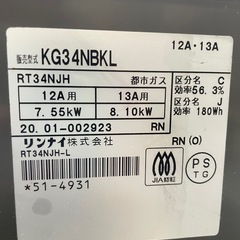 販売型式 KG34NBKL
12A・13A
RT34NJH 都市ガス
区分名 C
効率56.3%
12A用 13A用
7.55kW 8.10kW
区分名 J
効率 180Wh
20.01-002923 RN
リンナイ株式会社
RN(O)
RT34NJH-L
*51-4931
JIA認証
PS
TG